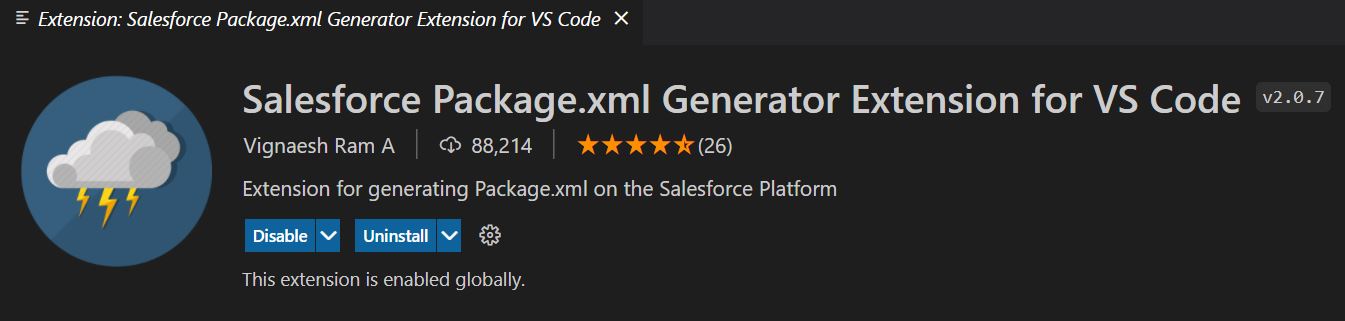 Extension: Salesforce Package.xml Generator Extension for VS Code
Salesforce Package.xml Generator Extension for VS Code v2.0.7
Vignaesh Ram A 88,214 (26)
Extension for generating Package.xml on the Salesforce Platform
Disable Uninstall
This extension is enabled globally.